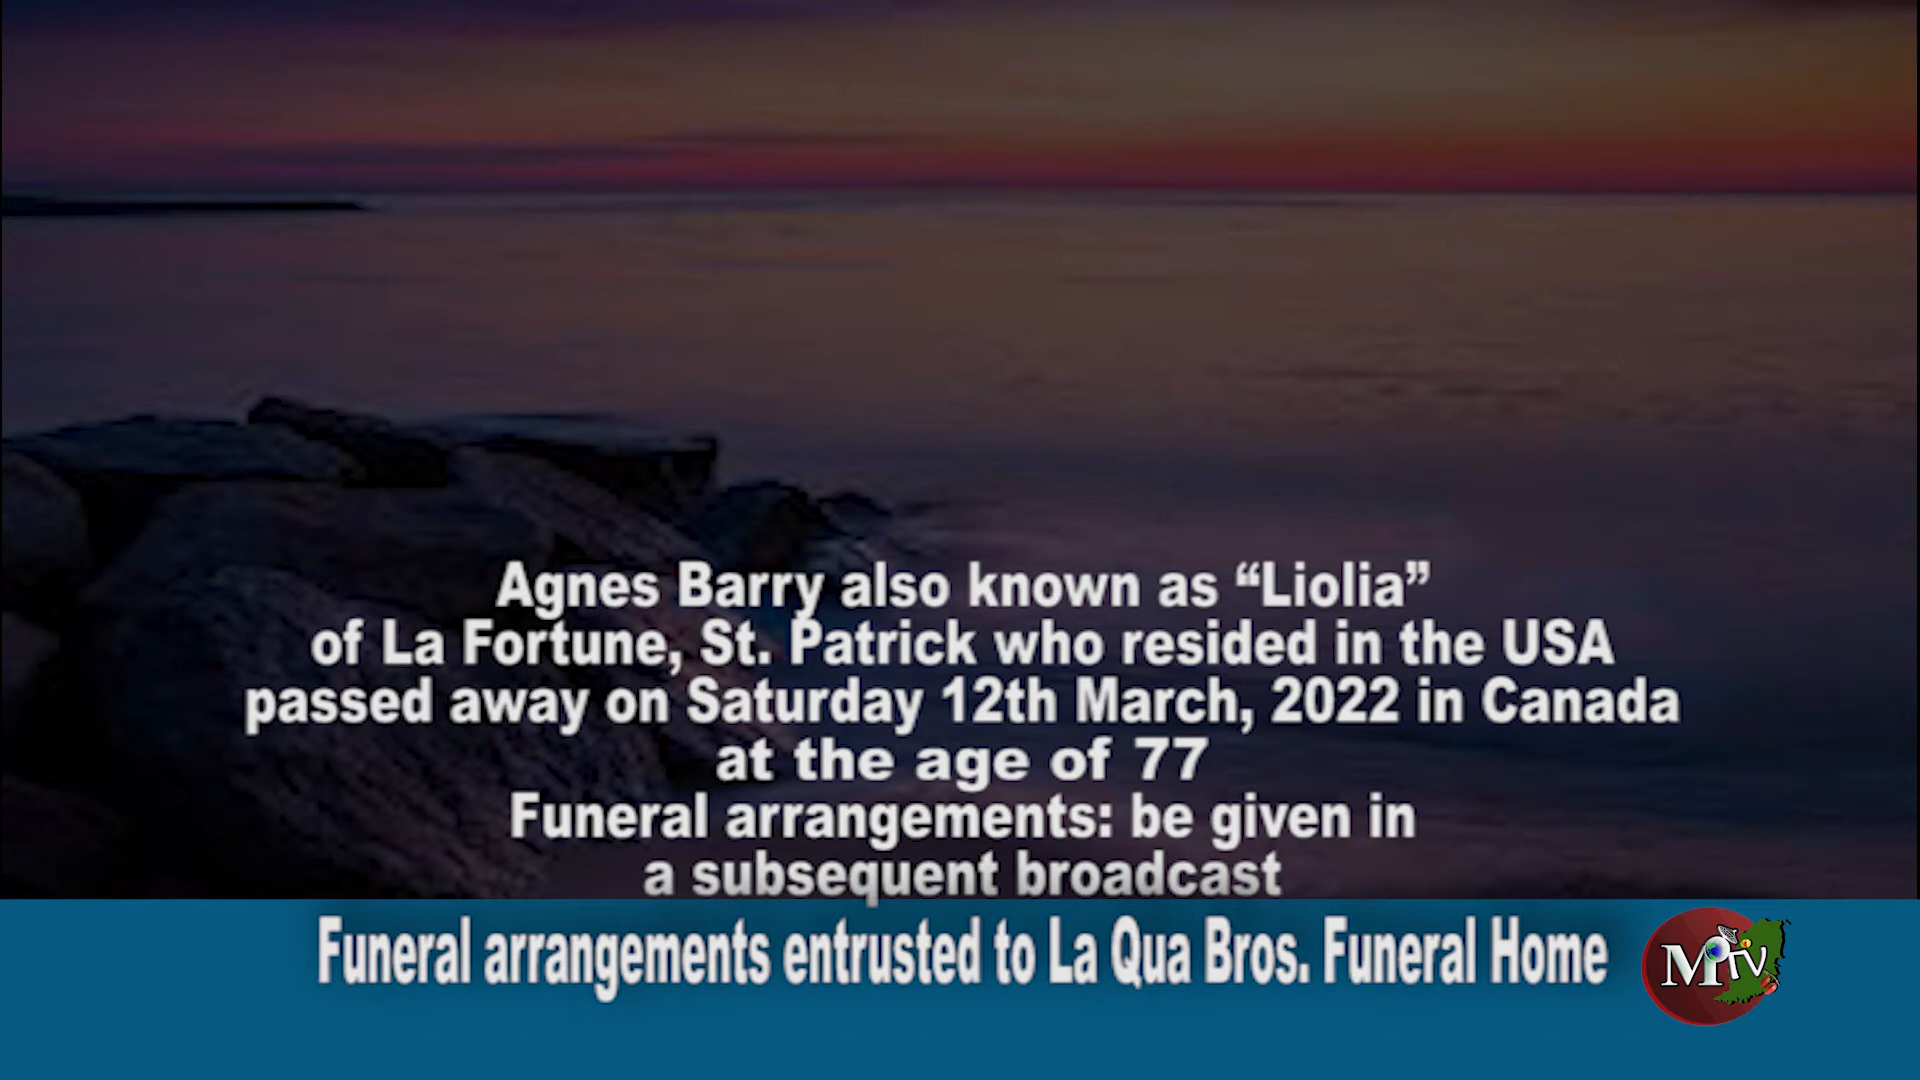 Agnes Barry also known as “Liolia”
of La Fortune, St. Patrick who resided in the USA
passed away on Saturday 12th March, 2022 in Canada
at the age of 77
Funeral arrangements: be given in
a subsequent broadcast
Funeral arrangements entrusted to La Qua Bros. Funeral Home
MPTV